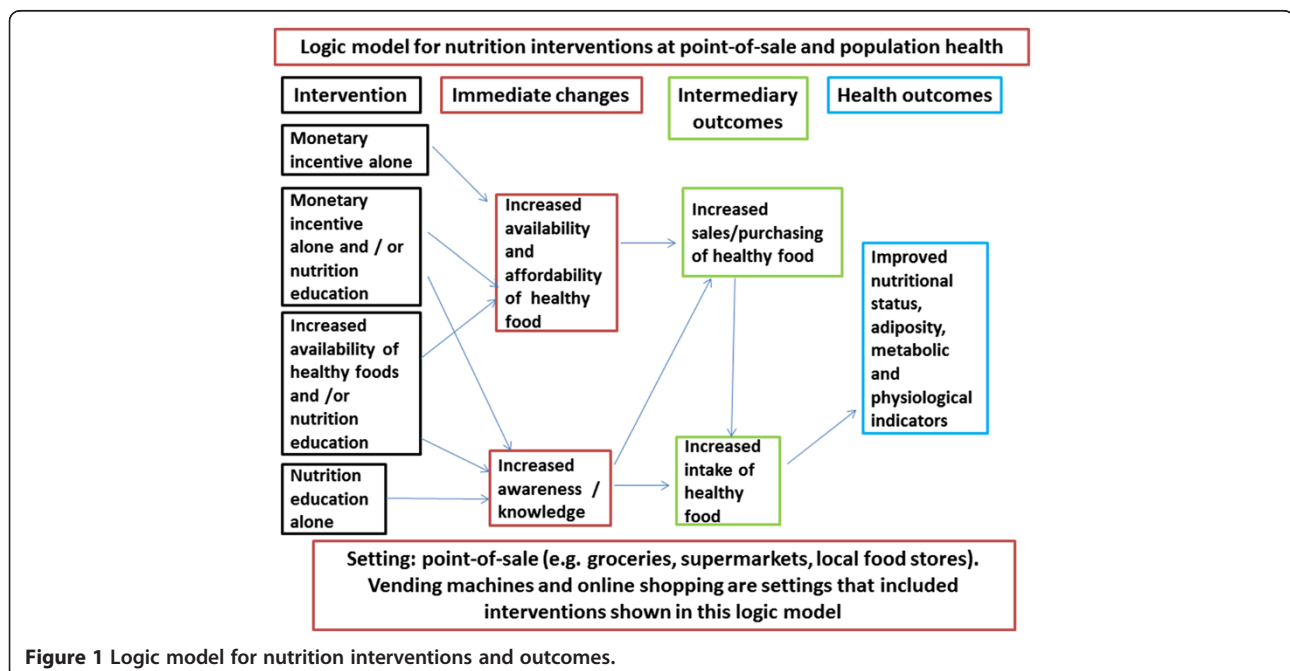 Logic model for nutrition interventions at point-of-sale and population health
Intervention
Immediate changes
Intermediary
outcomes
Health outcomes
Monetary
incentive alone
Monetary
incentive
alone and / or
nutrition
education
Increased
availability of
healthy foods
and /or
nutrition
education
Nutrition
education
alone
Increased
availability
and
affordability
of healthy
food
Increased
awareness /
knowledge
Increased
sales/purchasing
of healthy food
Increased
intake of
healthy
food
Improved
nutritional
status,
adiposity,
metabolic
and
physiological
indicators
Setting: point-of-sale (e.g. groceries, supermarkets, local food stores).
Vending machines and online shopping are settings that included
interventions shown in this logic model
Figure 1 Logic model for nutrition interventions and outcomes.